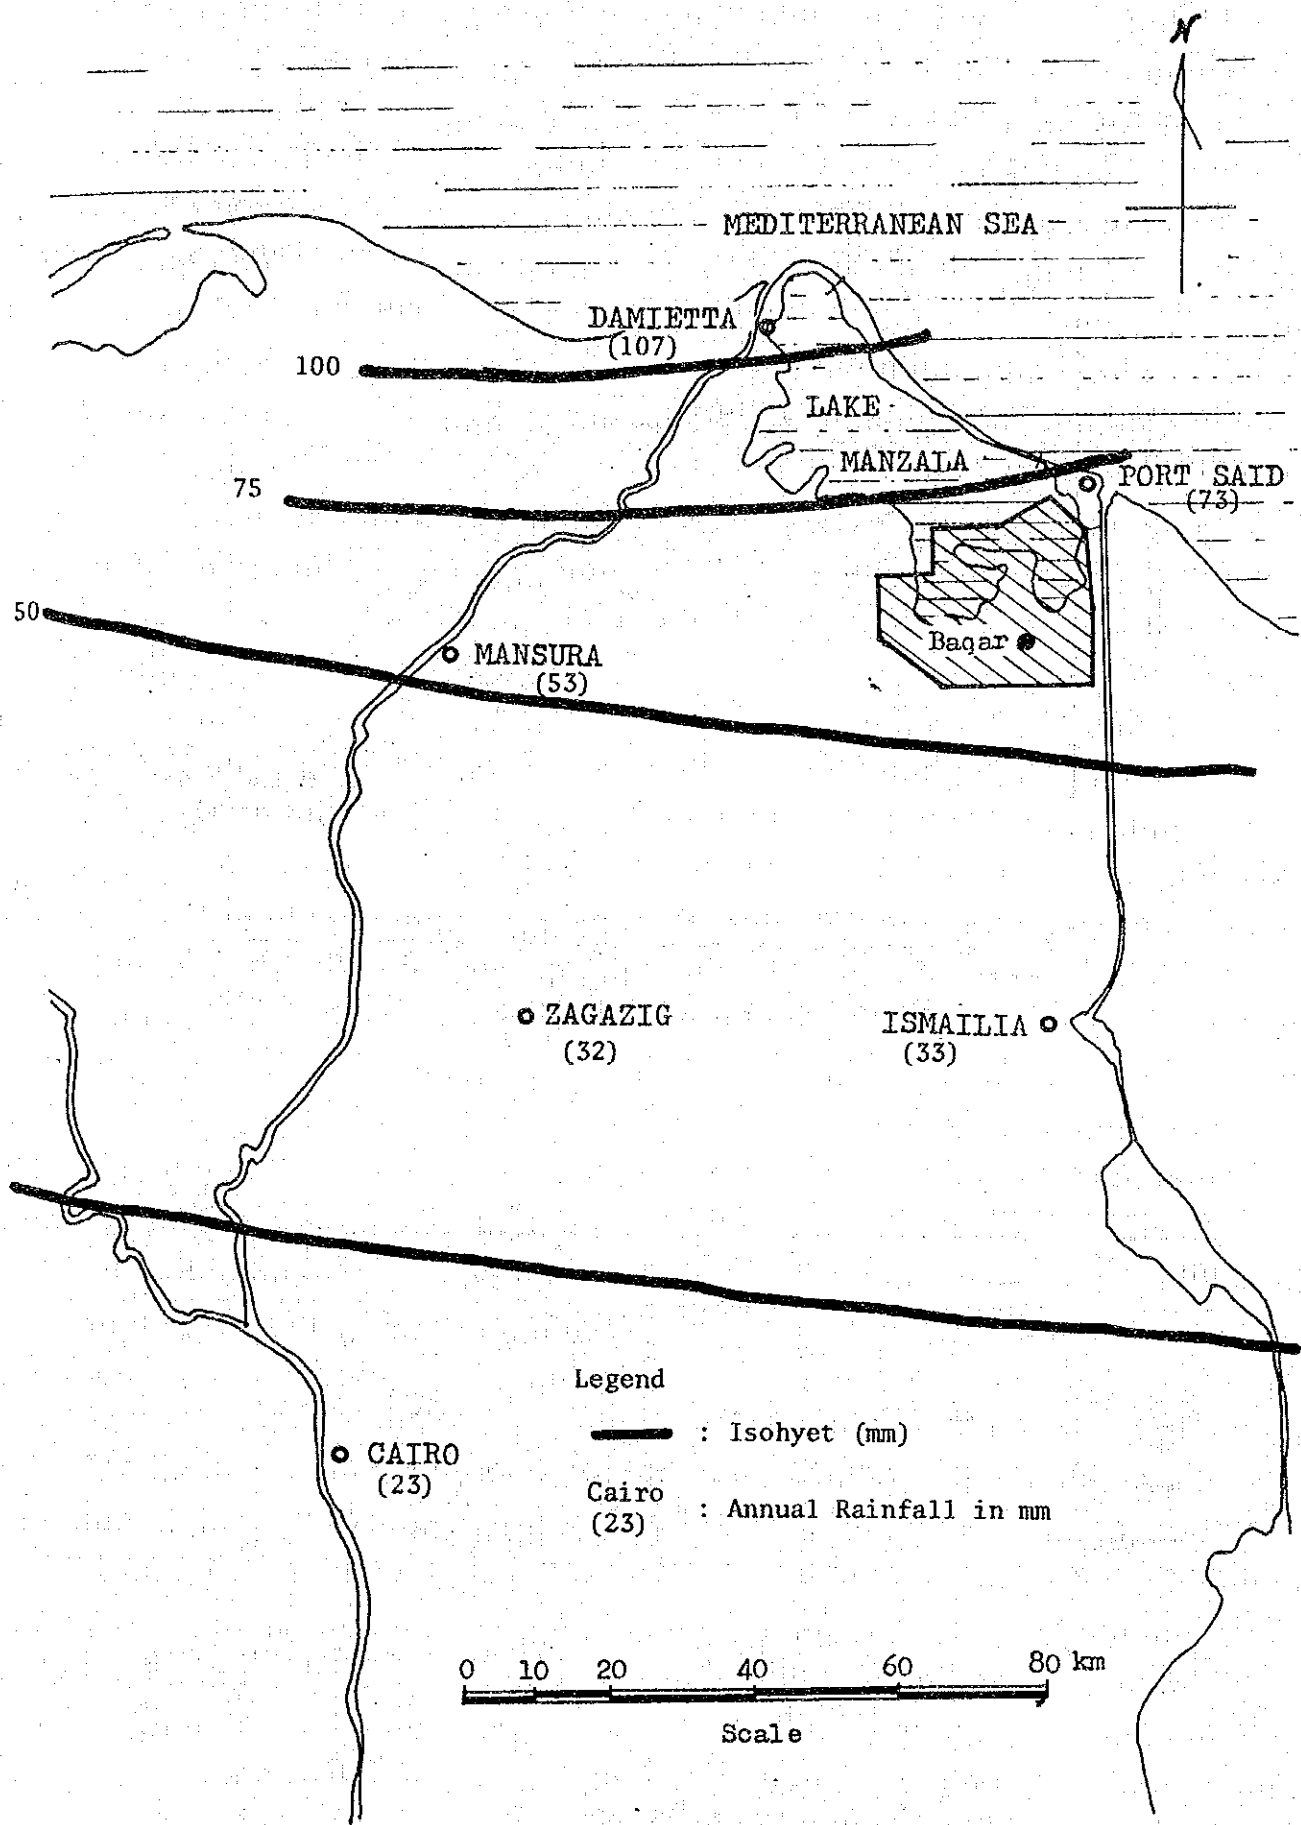 N
MEDITERRANEAN SEA
DAMIETTA
(107)
100
LAKE
MANZALA
75
PORT SAID
(73)
50
Baqar
MANSURA
(53)
ZAGAZIG
(32)
ISMAILIA
(33)
Legend
: Isohyet (mm)
CAIRO
(23)
Cairo
(23)
: Annual Rainfall in mm
0 10 20 40 60 80 km
Scale